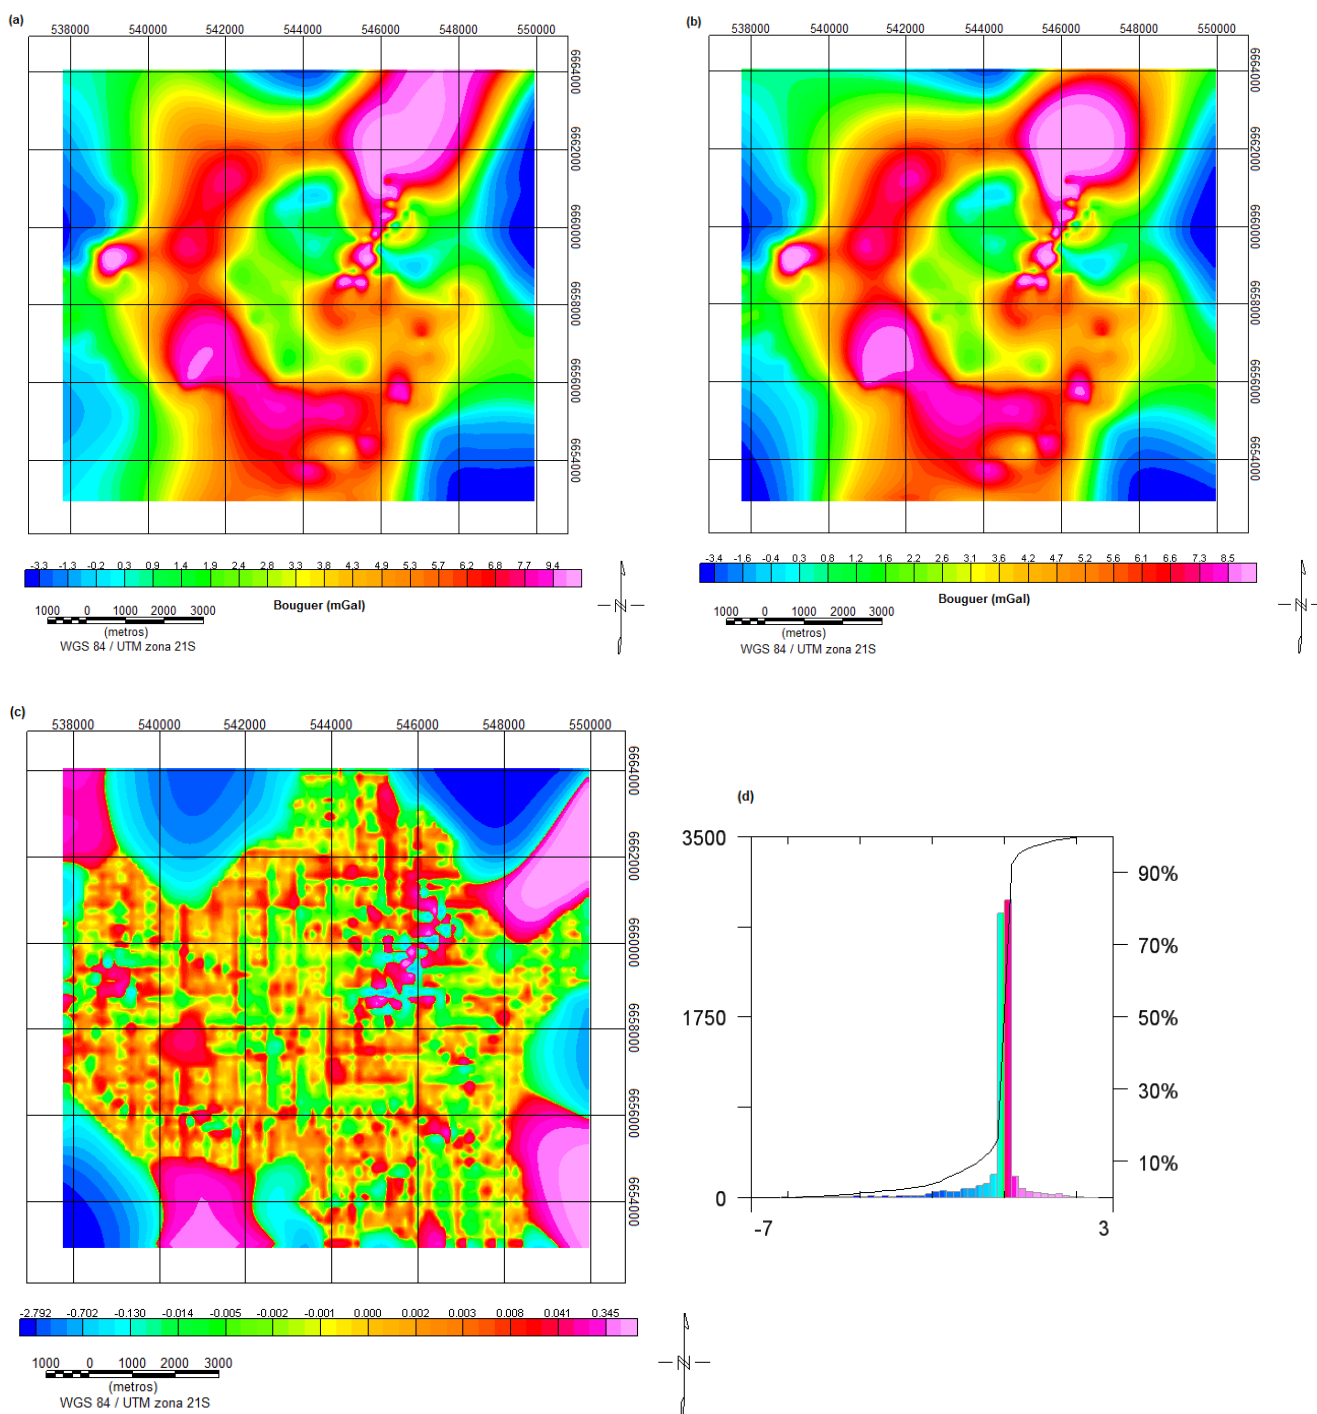 (a)
538000 540000 542000 544000 546000 548000 550000
6664000
6662000
6660000
6658000
6656000
6654000
-3.3 -1.3 -0.2 0.3 0.9 1.4 1.9 2.4 2.8 3.3 3.8 4.3 4.9 5.3 5.7 6.2 6.8 7.7 9.4
Bouguer (mGal)
1000 0 1000 2000 3000
(metros)
WGS 84 / UTM zona 21S
N
(b)
538000 540000 542000 544000 546000 548000 550000
6664000
6662000
6660000
6658000
6656000
6654000
-3.4 -1.6 -0.4 0.3 0.8 1.2 1.6 2.2 2.6 3.1 3.6 4.2 4.7 5.2 5.6 6.1 6.6 7.3 8.5
Bouguer (mGal)
1000 0 1000 2000 3000
(metros)
WGS 84 / UTM zona 21S
N
(c)
538000 540000 542000 544000 546000 548000 550000
6664000
6662000
6660000
6658000
6656000
6654000
-2.792 -0.702 -0.130 -0.014 -0.005 -0.002 -0.001 0.000 0.002 0.003 0.008 0.041 0.345
1000 0 1000 2000 3000
(metros)
WGS 84 / UTM zona 21S
N
(d)
3500
1750
0
90%
70%
50%
30%
10%
-7 3